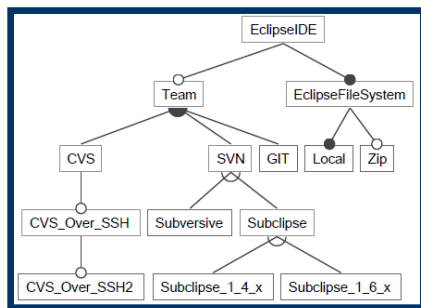 EclipseIDE
Team EclipseFileSystem
CVS SVN GIT Local Zip
CVS_Over_SSH Subversive Subclipse
CVS_Over_SSH2 Subclipse_1_4_x Subclipse_1_6_x